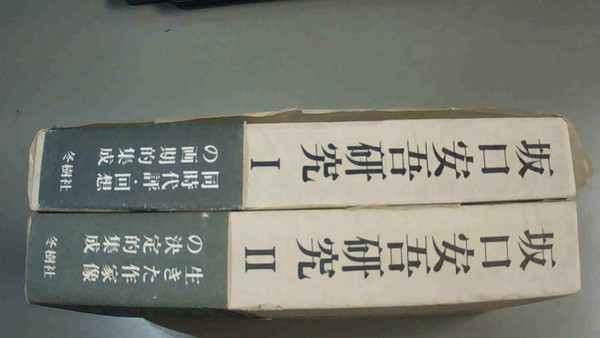 坂口安吾研究 I
同時代評・回想
の画期的集成
冬樹社
坂口安吾研究 II
生きた作家像
の決定的集成
冬樹社